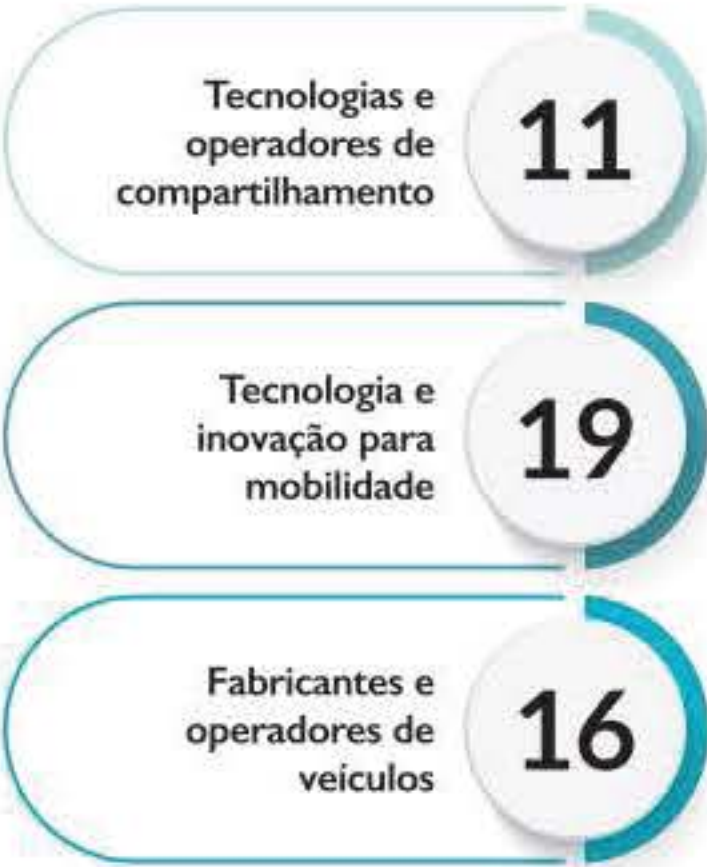 Tecnologias e
operadores de
compartilhamento
11
Tecnologia e
inovação para
mobilidade
19
Fabricantes e
operadores de
veículos
16